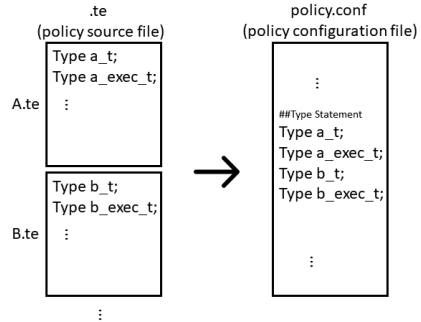 .te
(policy source file)
A.te
Type a_t;
Type a_exec_t;
⋮
B.te
Type b_t;
Type b_exec_t;
⋮
⋮
policy.conf
(policy configuration file)
⋮
##Type Statement
Type a_t;
Type a_exec_t;
Type b_t;
Type b_exec_t;
⋮